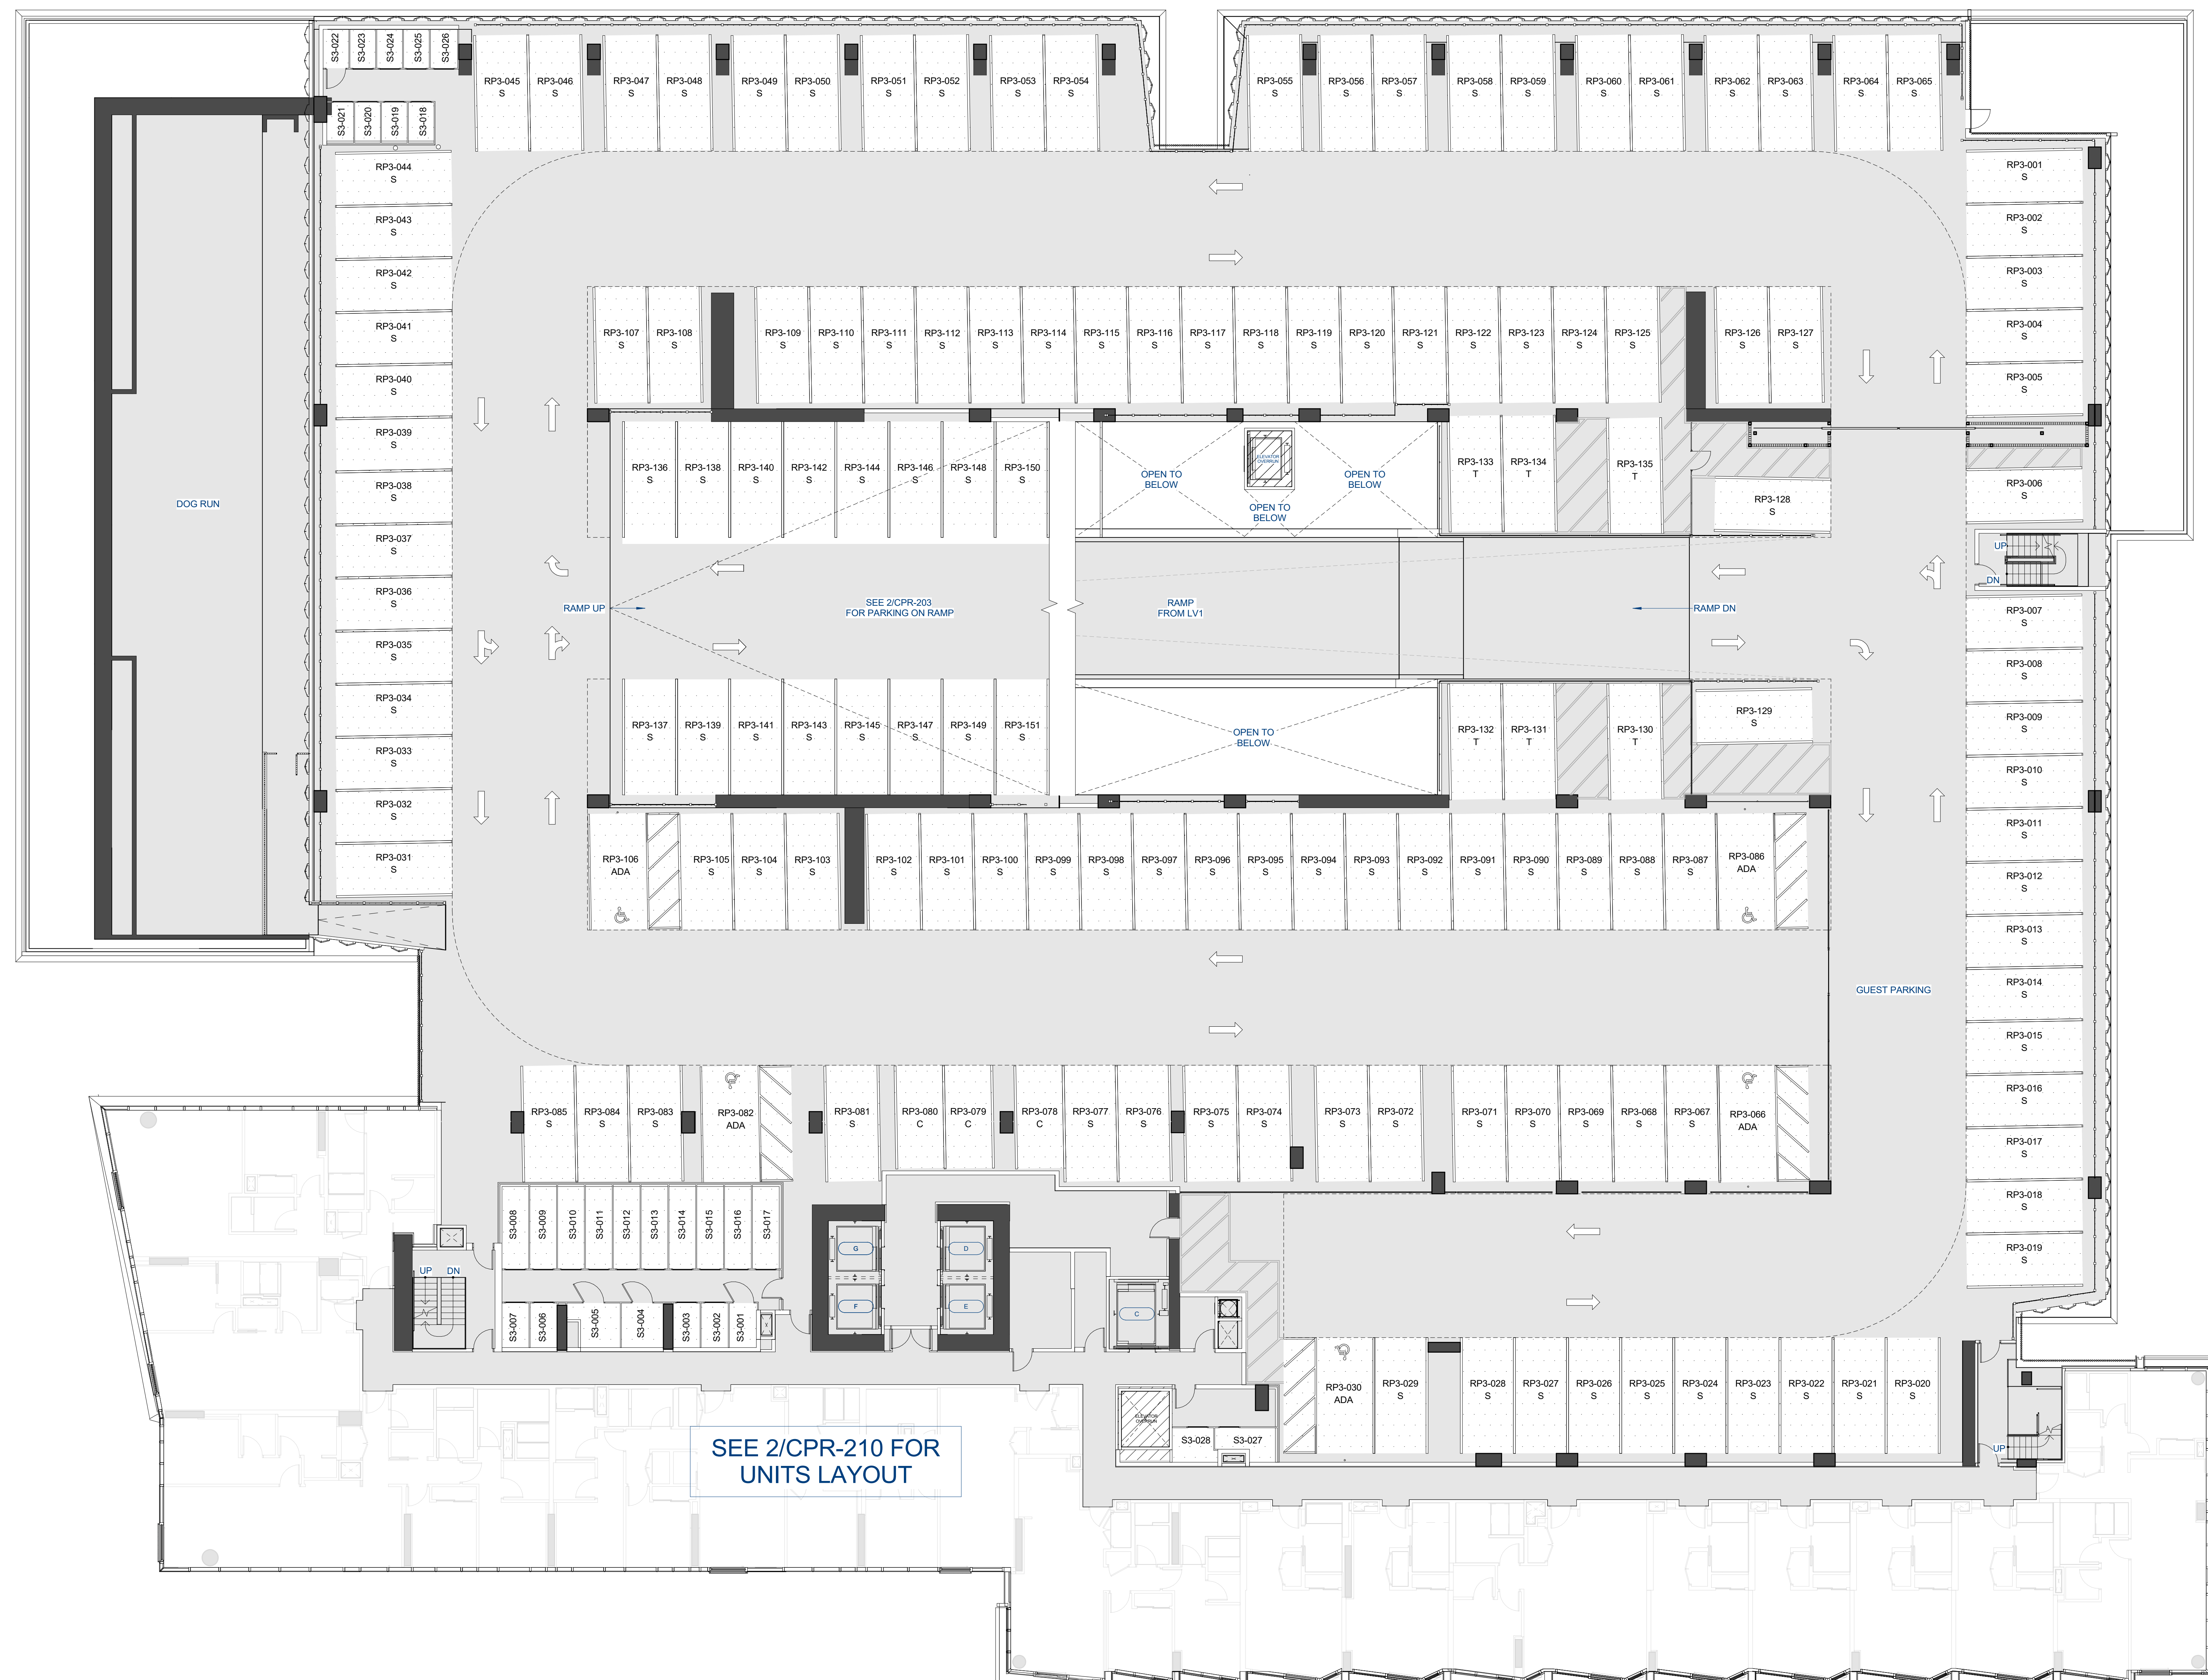 S3-022
S3-023
S3-024
S3-025
S3-026
RP3-045
S
RP3-046
S
RP3-047
S
RP3-048
S
RP3-049
S
RP3-050
S
RP3-051
S
RP3-052
S
RP3-053
S
RP3-054
S
RP3-055
S
RP3-056
S
RP3-057
S
RP3-058
S
RP3-059
S
RP3-060
S
RP3-061
S
RP3-062
S
RP3-063
S
RP3-064
S
RP3-065
S
S3-021
S3-020
S3-019
S3-018
RP3-044
S
RP3-043
S
RP3-042
S
RP3-041
S
RP3-040
S
RP3-039
S
RP3-038
S
RP3-037
S
RP3-036
S
RP3-035
S
RP3-034
S
RP3-033
S
RP3-032
S
RP3-031
S
DOG RUN
RP3-001
S
RP3-002
S
RP3-003
S
RP3-004
S
RP3-005
S
RP3-006
S
UP
DN
RP3-107
S
RP3-108
S
RP3-109
S
RP3-110
S
RP3-111
S
RP3-112
S
RP3-113
S
RP3-114
S
RP3-115
S
RP3-116
S
RP3-117
S
RP3-118
S
RP3-119
S
RP3-120
S
RP3-121
S
RP3-122
S
RP3-123
S
RP3-124
S
RP3-125
S
RP3-126
S
RP3-127
S
RP3-136
S
RP3-138
S
RP3-140
S
RP3-142
S
RP3-144
S
RP3-146
S
RP3-148
S
RP3-150
S
OPEN TO
BELOW
ELEVATOR
OVERRUN
OPEN TO
BELOW
OPEN TO
BELOW
RP3-133
T
RP3-134
T
RP3-135
T
RP3-128
S
RAMP UP
SEE 2/CPR-203
FOR PARKING ON RAMP
RAMP
FROM LV1
RAMP DN
RP3-137
S
RP3-139
S
RP3-141
S
RP3-143
S
RP3-145
S
RP3-147
S
RP3-149
S
RP3-151
S
OPEN TO
BELOW
RP3-132
T
RP3-131
T
RP3-130
T
RP3-129
S
RP3-007
S
RP3-008
S
RP3-009
S
RP3-010
S
RP3-011
S
RP3-012
S
RP3-013
S
RP3-014
S
RP3-015
S
RP3-016
S
RP3-017
S
RP3-018
S
RP3-019
S
RP3-106
ADA
RP3-105
S
RP3-104
S
RP3-103
S
RP3-102
S
RP3-101
S
RP3-100
S
RP3-099
S
RP3-098
S
RP3-097
S
RP3-096
S
RP3-095
S
RP3-094
S
RP3-093
S
RP3-092
S
RP3-091
S
RP3-090
S
RP3-089
S
RP3-088
S
RP3-087
S
RP3-086
ADA
GUEST PARKING
RP3-085
S
RP3-084
S
RP3-083
S
RP3-082
ADA
RP3-081
S
RP3-080
C
RP3-079
C
RP3-078
C
RP3-077
S
RP3-076
S
RP3-075
S
RP3-074
S
RP3-073
S
RP3-072
S
RP3-071
S
RP3-070
S
RP3-069
S
RP3-068
S
RP3-067
S
RP3-066
ADA
S3-008
S3-009
S3-010
S3-011
S3-012
S3-013
S3-014
S3-015
S3-016
S3-017
UP
DN
G
D
F
E
C
S3-007
S3-006
S3-005
S3-004
S3-003
S3-002
S3-001
RP3-030
ADA
RP3-029
S
RP3-028
S
RP3-027
S
RP3-026
S
RP3-025
S
RP3-024
S
RP3-023
S
RP3-022
S
RP3-021
S
RP3-020
S
ELEVATOR
OVERRUN
S3-028
S3-027
UP
SEE 2/CPR-210 FOR
UNITS LAYOUT